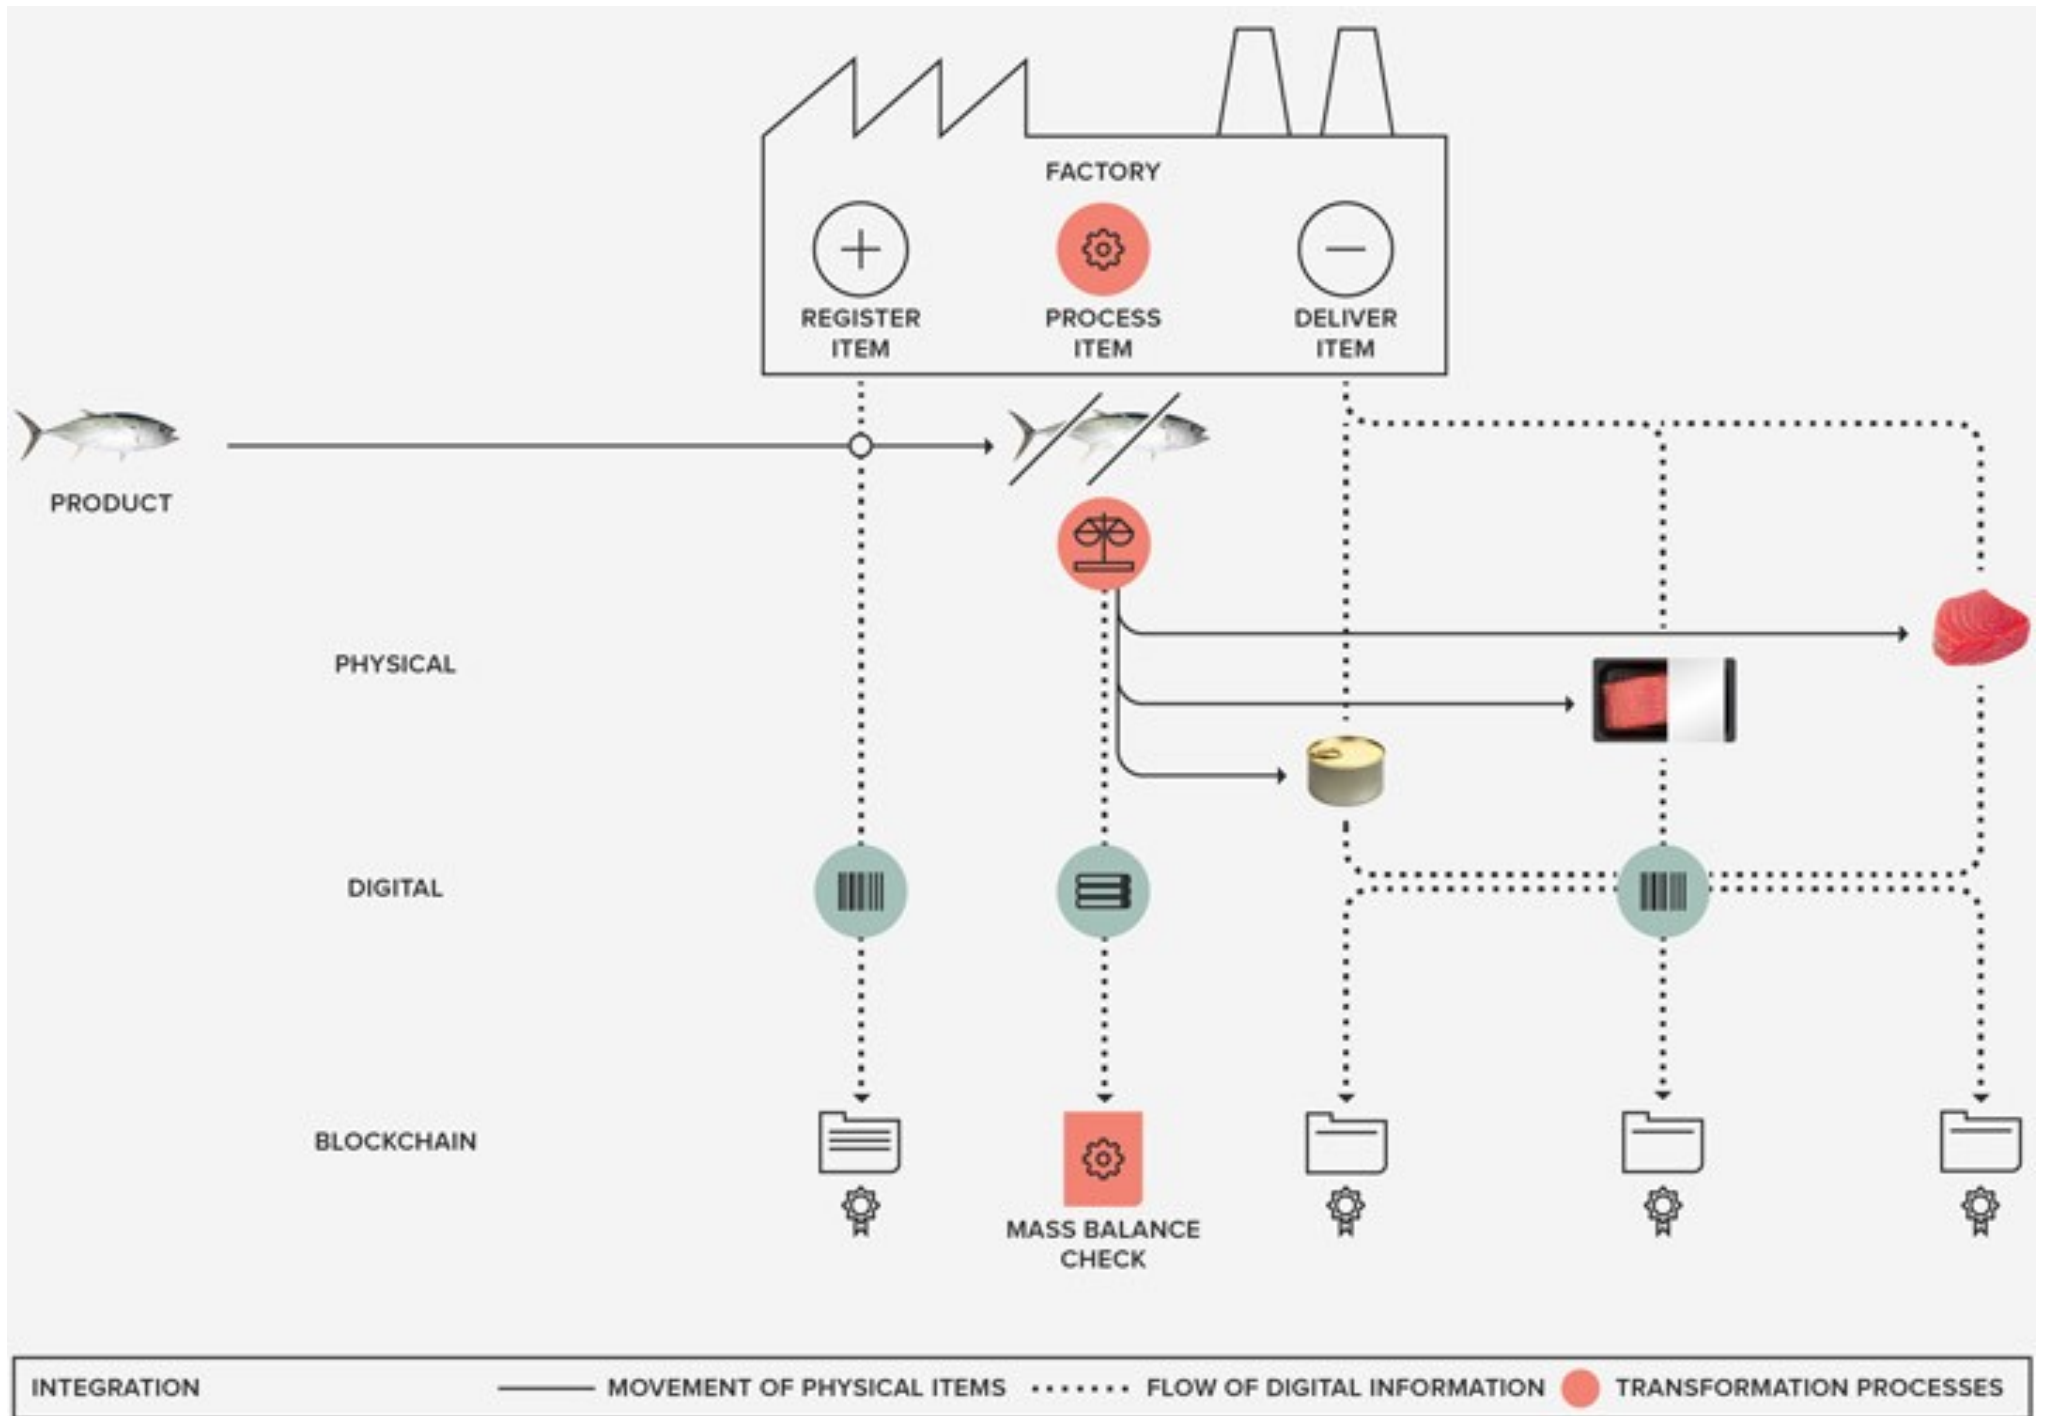 FACTORY
REGISTER
ITEM
PROCESS
ITEM
DELIVER
ITEM
PRODUCT
PHYSICAL
DIGITAL
BLOCKCHAIN
MASS BALANCE
CHECK
INTEGRATION
MOVEMENT OF PHYSICAL ITEMS
FLOW OF DIGITAL INFORMATION
TRANSFORMATION PROCESSES